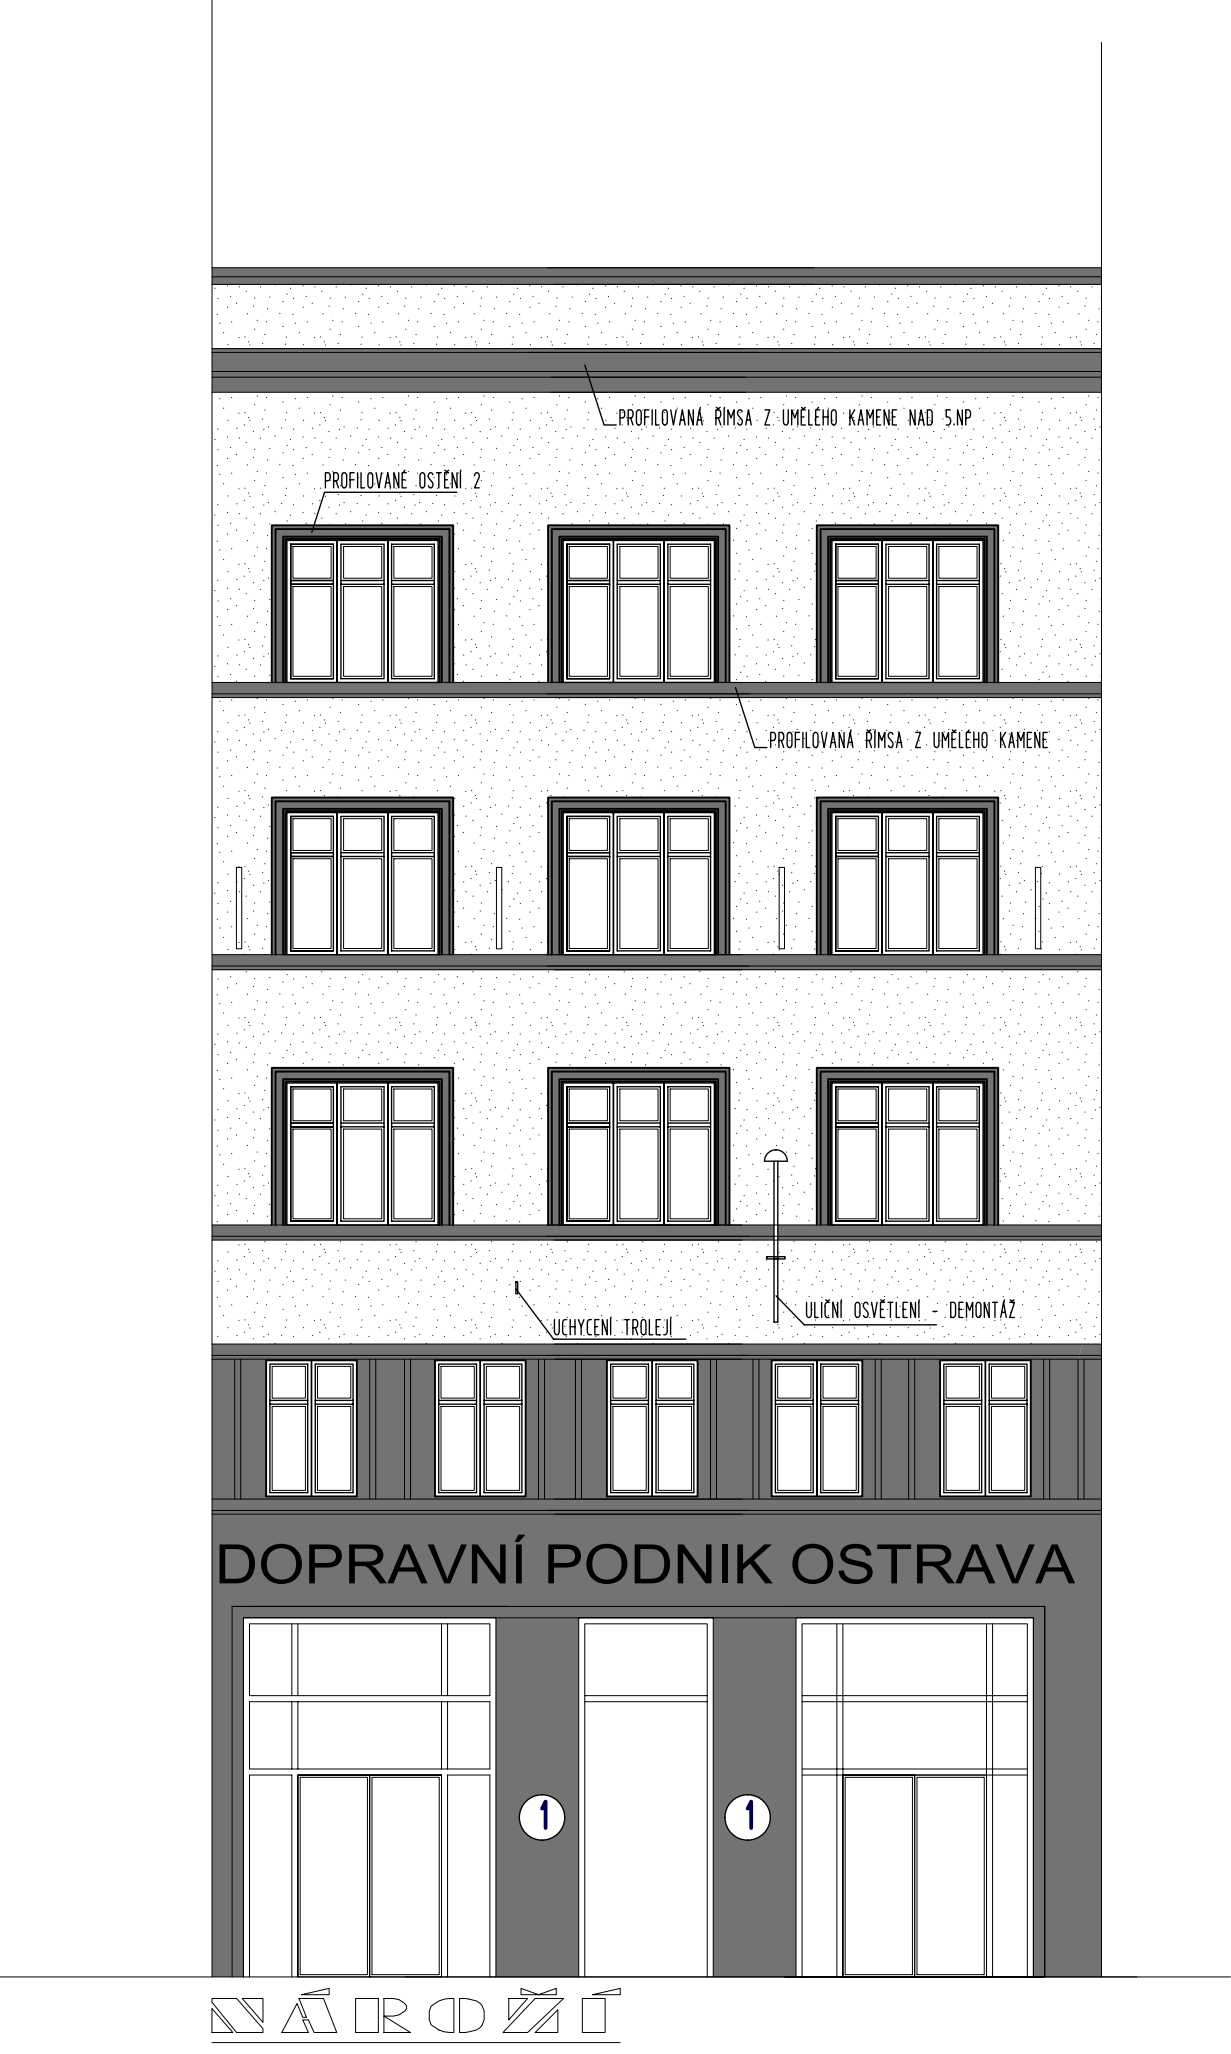 PROFILOVANÁ ŘÍMSA Z UMĚLÉHO KAMENE NAD 5.NP
PROFILOVANÉ OSTĚNÍ 2
PROFILOVANÁ ŘÍMSA Z UMĚLÉHO KAMENE
ULIČNÍ OSVĚTLENÍ - DEMONTÁŽ
UCHYCENÍ TROLEJÍ
DOPRAVNÍ PODNIK OSTRAVA
1 1
NÁROŽÍ